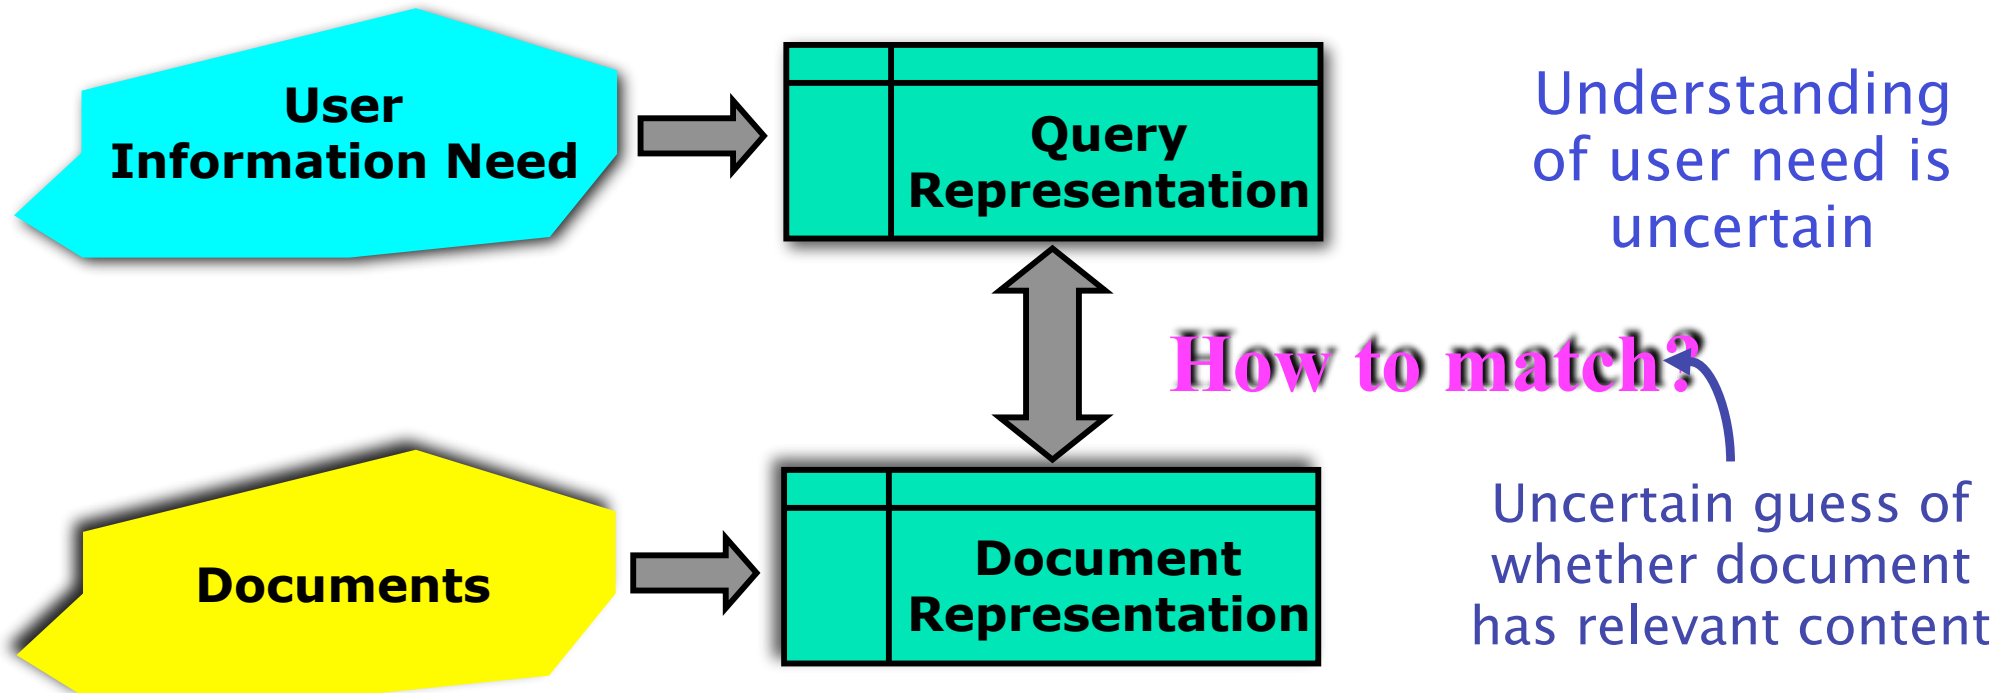 User
Information Need
Query
Representation
Understanding
of user need is
uncertain
How to match?
Documents
Document
Representation
Uncertain guess of
whether document
has relevant content